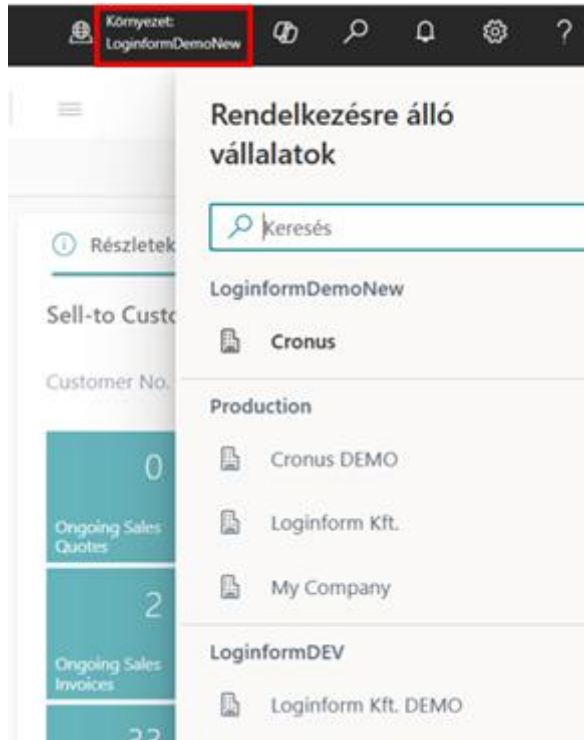 Környezet:
LoginformDemoNew
?
Rendelkezésre álló
vállalatok
Keresés
Részletek
Sell-to Custo
LoginformDemoNew
Cronus
Customer No.
Production
0
Cronus DEMO
Ongoing Sales
Quotes
Loginform Kft.
2
My Company
Ongoing Sales
Invoices
LoginformDEV
Loginform Kft. DEMO